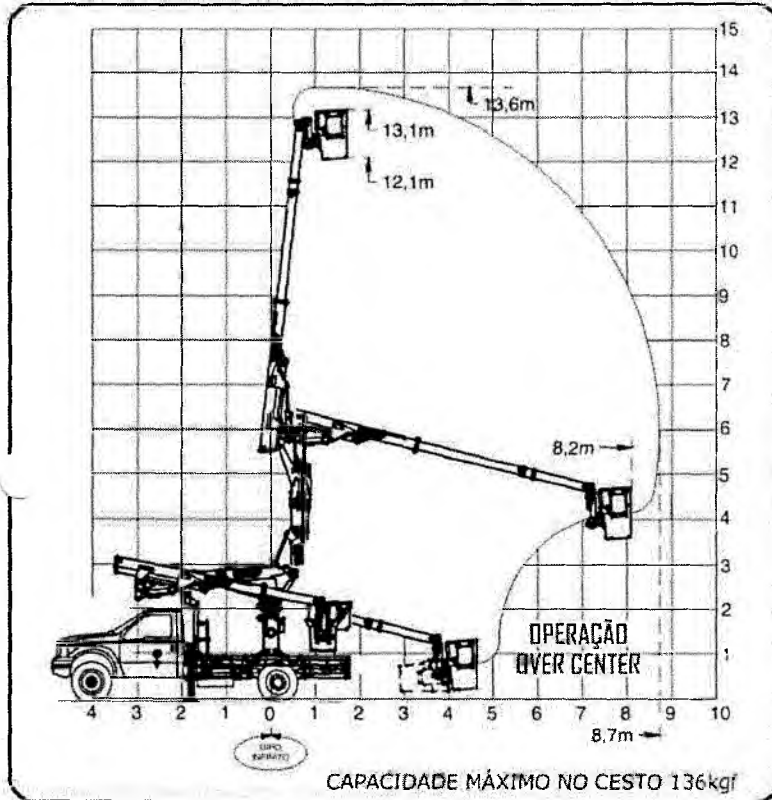 15
14
13,6m
13
13,1m
12
12,1m
11
10
9
8
7
6
8,2m
5
4
3
2
OPERAÇÃO
1
OVER CENTER
4 3 2 1 0 1 2 3 4 5 6 7 8 9 10
8,7m
GIRO
INFINITO
CAPACIDADE MÁXIMO NO CESTO 136kgf